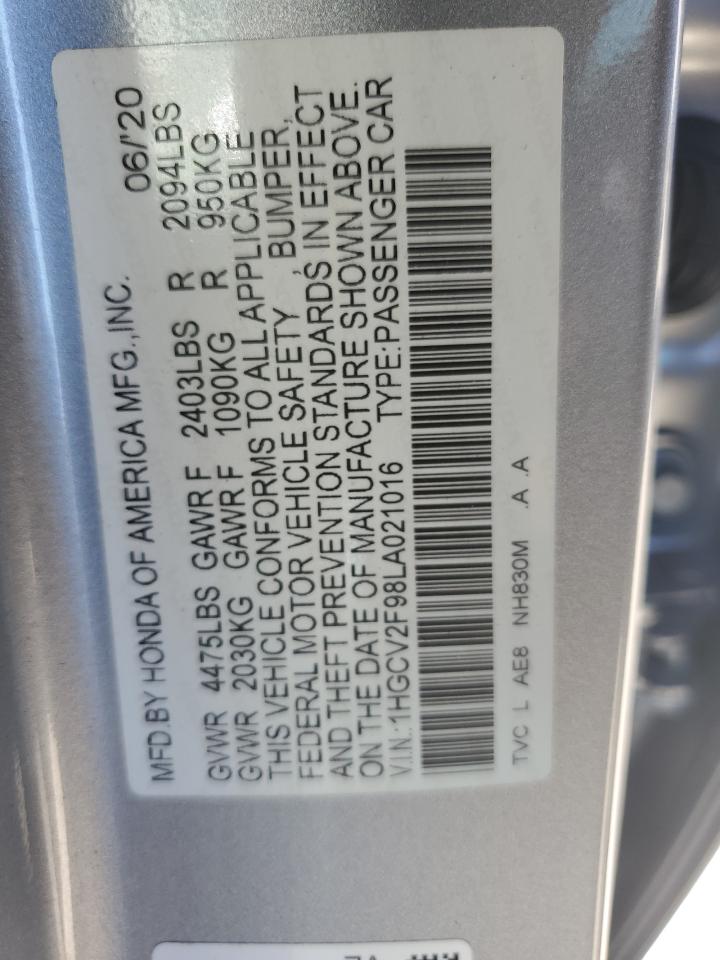 MFD.BY HONDA OF AMERICA MFG.,INC. 06/'20
GVWR 4475LBS GAWR F 2403LBS R 2094LBS
GVWR 2030KG GAWR F 1090KG R 950KG
THIS VEHICLE CONFORMS TO ALL APPLICABLE
FEDERAL MOTOR VEHICLE SAFETY , BUMPER,
AND THEFT PREVENTION STANDARDS IN EFFECT
ON THE DATE OF MANUFACTURE SHOWN ABOVE.
V.I.N.:1HGCV2F98LA021016 TYPE:PASSENGER CAR
TVC L AE8 NH830M .A .A